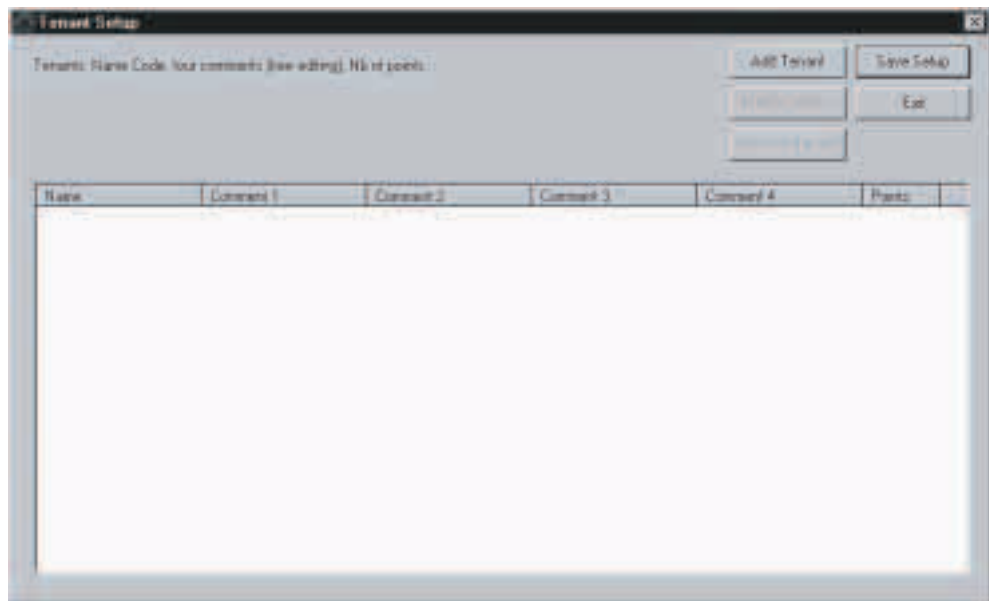 Tenant Setup
Tenants: Name Code, four comments (free editing), Nb of points.
Add Tenant
Save Setup
Exit
Name Comment 1 Comment 2 Comment 3 Comment 4 Points